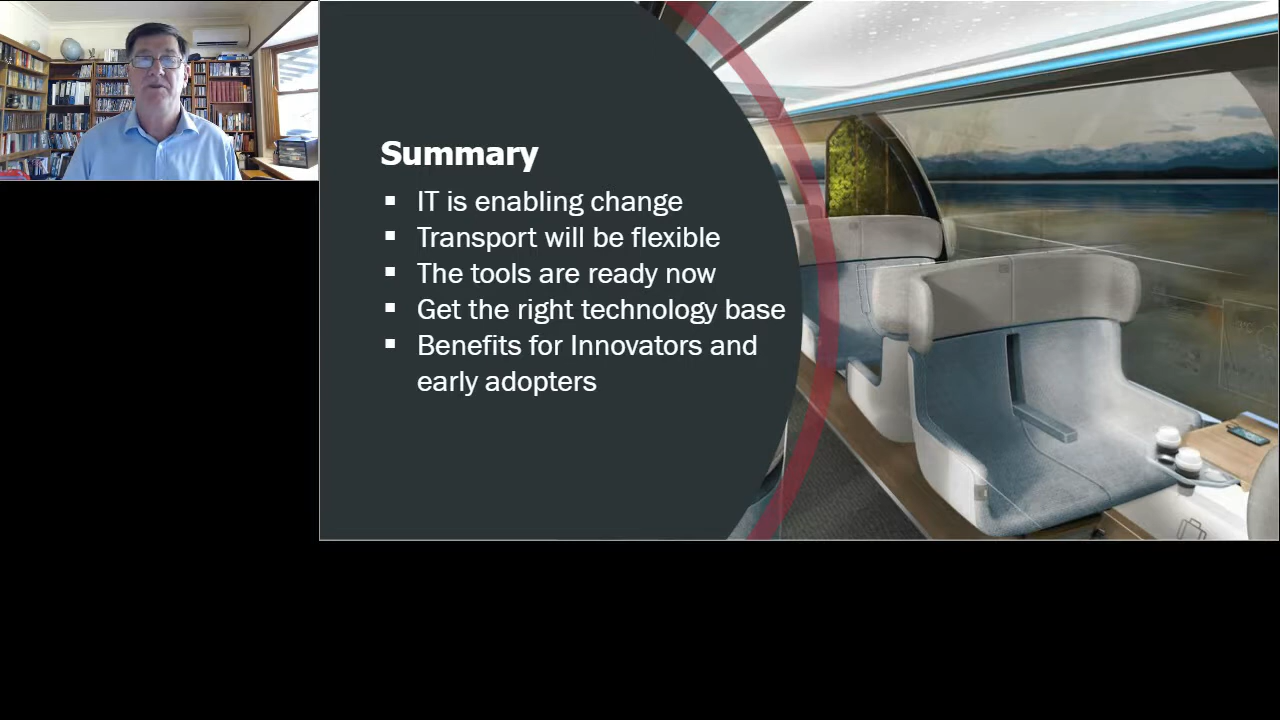 Summary
▪ IT is enabling change
▪ Transport will be flexible
▪ The tools are ready now
▪ Get the right technology base
▪ Benefits for Innovators and
early adopters